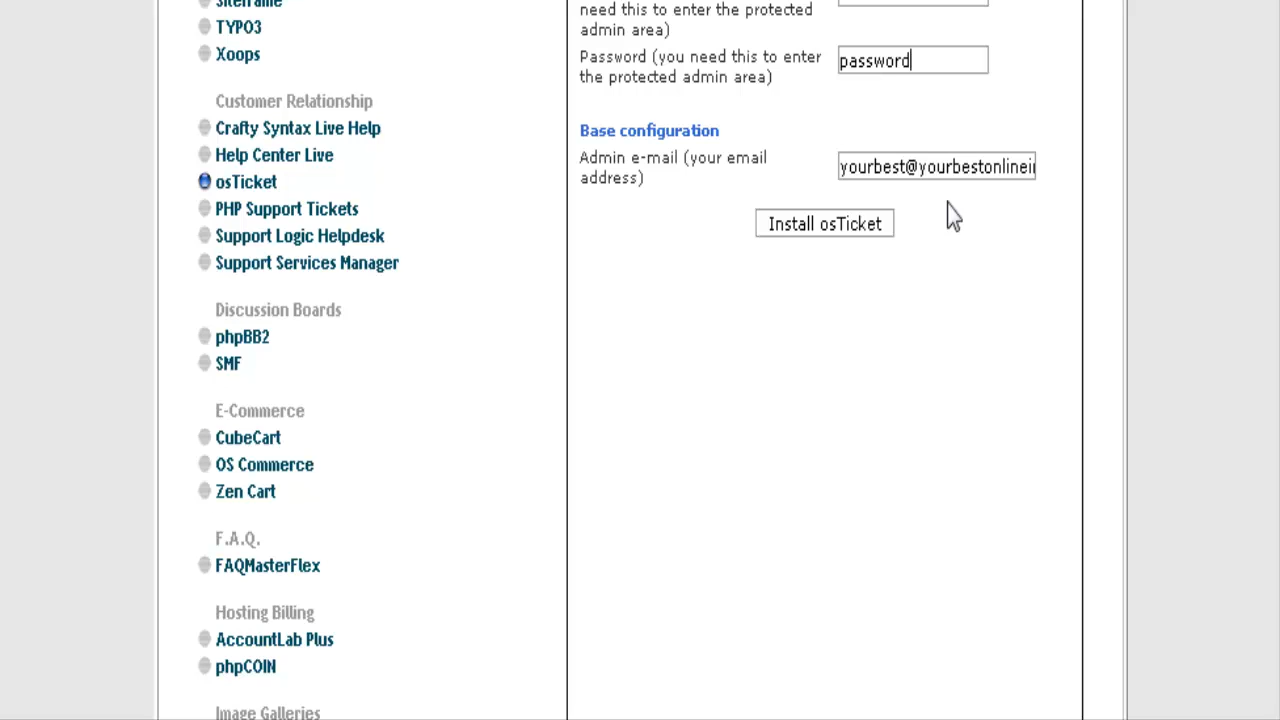 Siteframe
TYPO3
Xoops
Customer Relationship
Crafty Syntax Live Help
Help Center Live
osTicket
PHP Support Tickets
Support Logic Helpdesk
Support Services Manager
Discussion Boards
phpBB2
SMF
E-Commerce
CubeCart
OS Commerce
Zen Cart
F.A.Q.
FAQMasterFlex
Hosting Billing
AccountLab Plus
phpCOIN
Image Galleries
need this to enter the protected
admin area)
Password (you need this to enter
the protected admin area)
password
Base configuration
Admin e-mail (your email
address)
yourbest@yourbestonlinei
Install osTicket